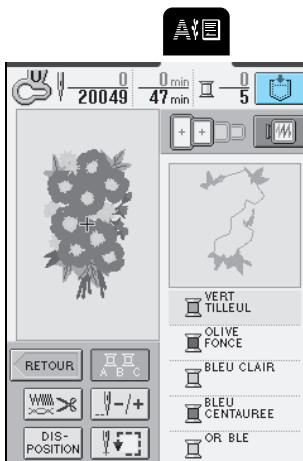 A
U
0
20049
0 min
47 min
0
5
VERT
TILLEUL
OLIVE
FONCE
BLEU CLAIR
BLEU
CENTAUREE
OR BLE
RETOUR
A B C
-/+
DIS-
POSITION